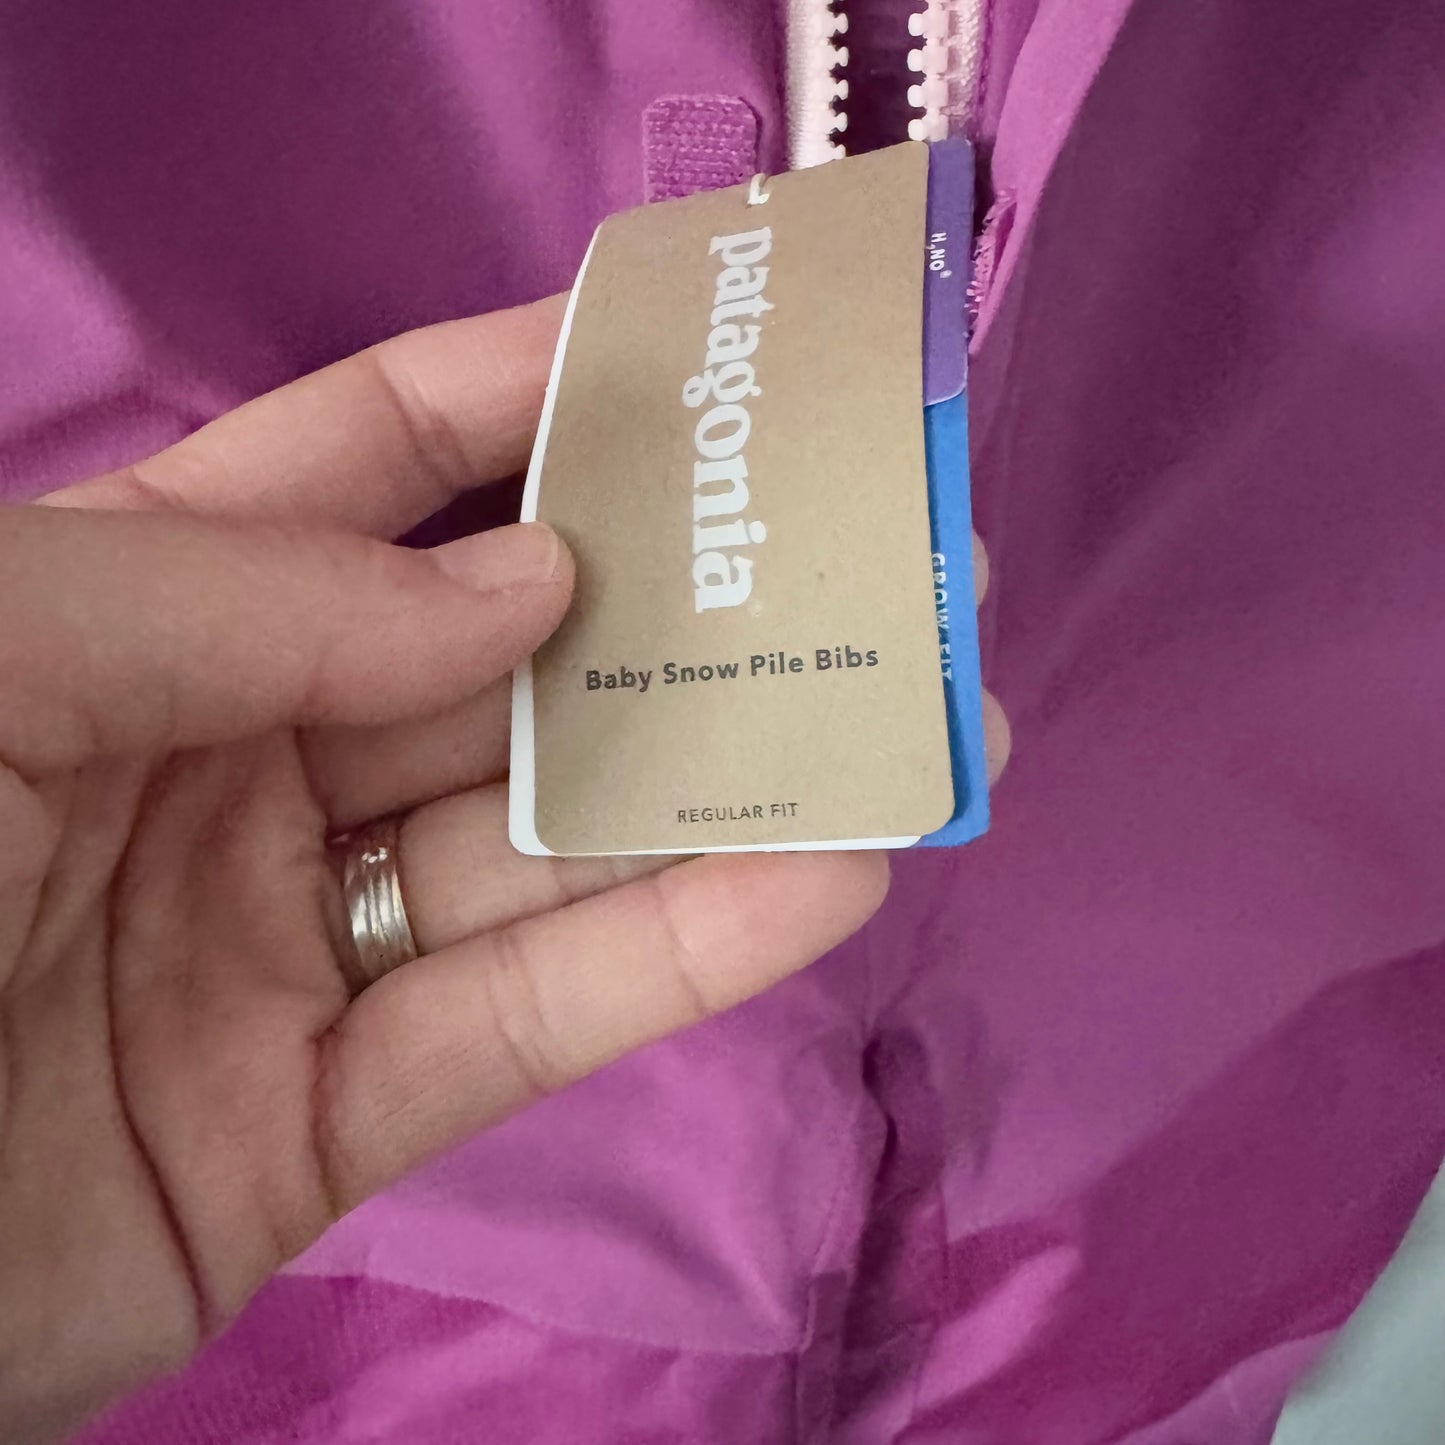 patagonia®
Baby Snow Pile Bibs
REGULAR FIT
H₂NO®
GROW FIT